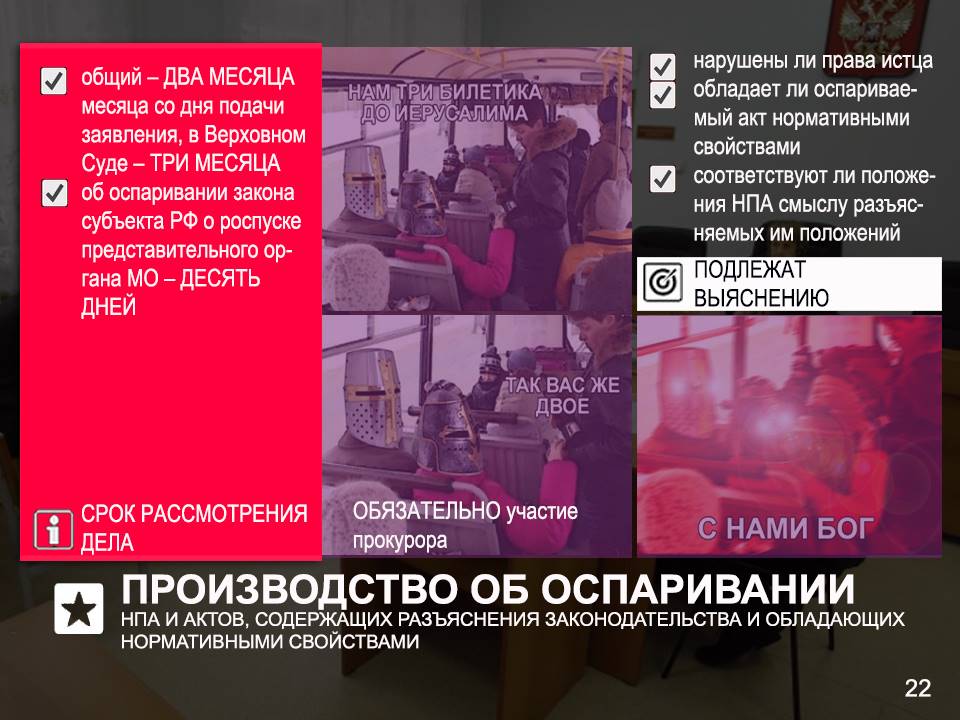 общий – ДВА МЕСЯЦА
месяца со дня подачи
заявления, в Верховном
Суде – ТРИ МЕСЯЦА
об оспаривании закона
субъекта РФ о роспуске
представительного ор-
гана МО – ДЕСЯТЬ
ДНЕЙ
СРОК РАССМОТРЕНИЯ
ДЕЛА
НАМ ТРИ БИЛЕТИКА
ДО ИЕРУСАЛИМА
ТАК ВАС ЖЕ
ДВОЕ
ОБЯЗАТЕЛЬНО участие
прокурора
нарушены ли права истца
обладает ли оспаривае-
мый акт нормативными
свойствами
соответствуют ли положе-
ния НПА смыслу разъяс-
няемых им положений
ПОДЛЕЖАТ
ВЫЯСНЕНИЮ
С НАМИ БОГ
ПРОИЗВОДСТВО ОБ ОСПАРИВАНИИ
НПА И АКТОВ, СОДЕРЖАЩИХ РАЗЪЯСНЕНИЯ ЗАКОНОДАТЕЛЬСТВА И ОБЛАДАЮЩИХ
НОРМАТИВНЫМИ СВОЙСТВАМИ
22